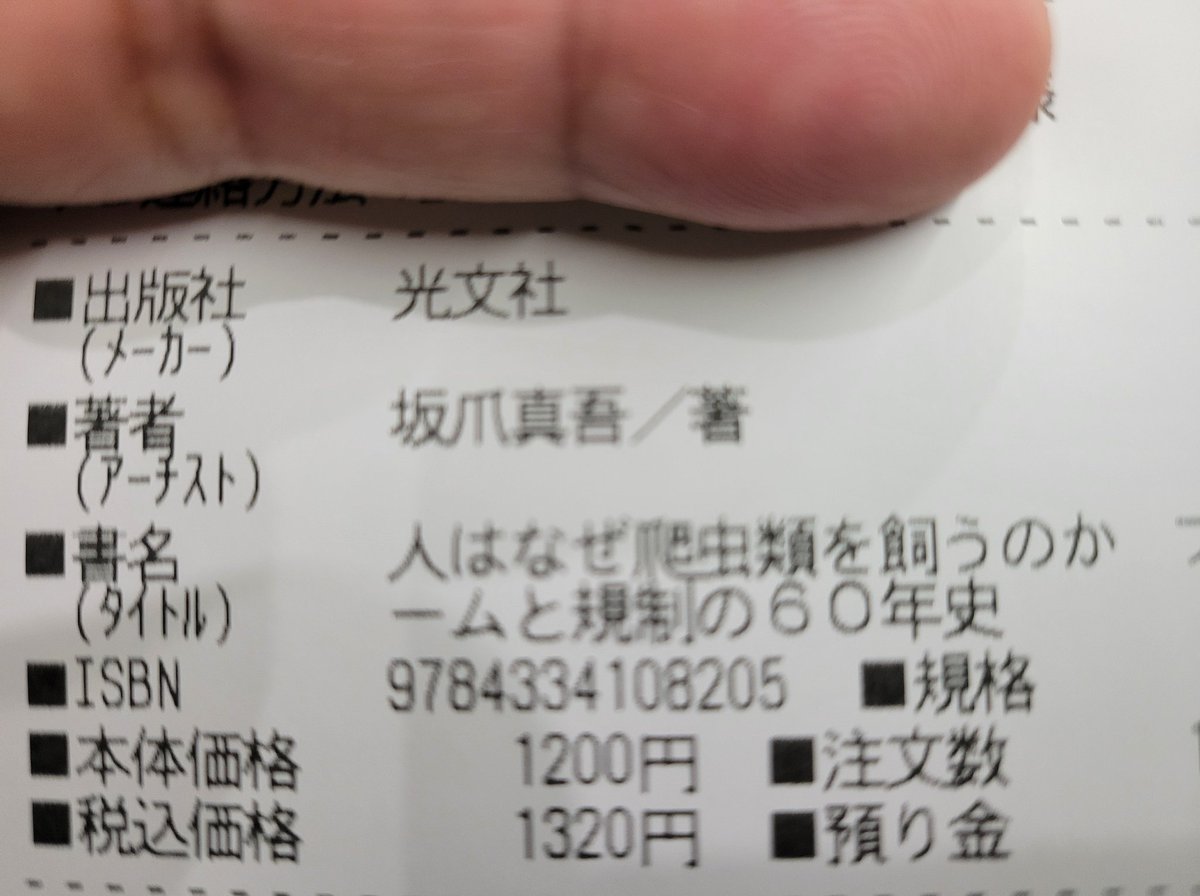 ■出版社 光文社
(メーカー)
■著者 坂爪真吾／著
(アーチスト)
■書名 人はなぜ爬虫類を飼うのか ブ
(タイトル) ームと規制の６０年史
■ISBN 9784334108205 ■規格
■本体価格 1200円 ■注文数
■税込価格 1320円 ■預り金